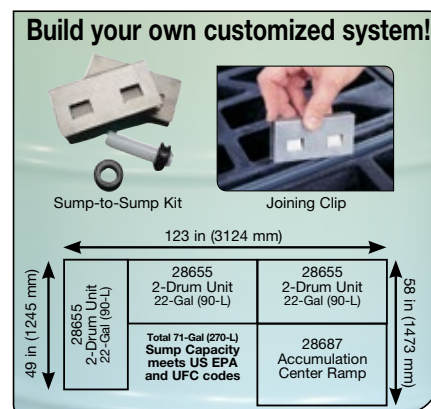 Build your own customized system!
Sump-to-Sump Kit
Joining Clip
123 in (3124 mm)
49 in (1245 mm)
28655
2-Drum Unit
22-Gal (90-L)
28655
2-Drum Unit
22-Gal (90-L)
28655
2-Drum Unit
22-Gal (90-L)
58 in (1473 mm)
Total 71-Gal (270-L)
Sump Capacity
meets US EPA
and UFC codes
28687
Accumulation
Center Ramp